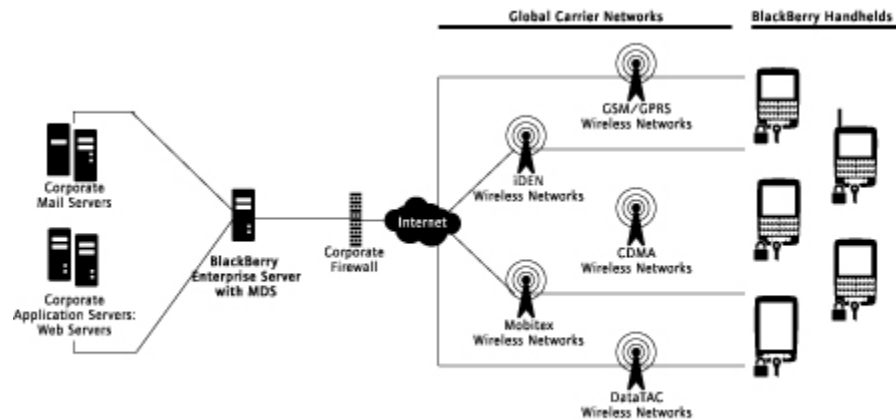 Global Carrier Networks
BlackBerry Handhelds
GSM/GPRS
Wireless Networks
iDEN
Wireless Networks
Corporate
Mail Servers
Internet
CDMA
Wireless Networks
BlackBerry
Enterprise Server
with MDS
Corporate
Firewall
Corporate
Application Servers:
Web Servers
Mobitex
Wireless Networks
DataTAC
Wireless Networks